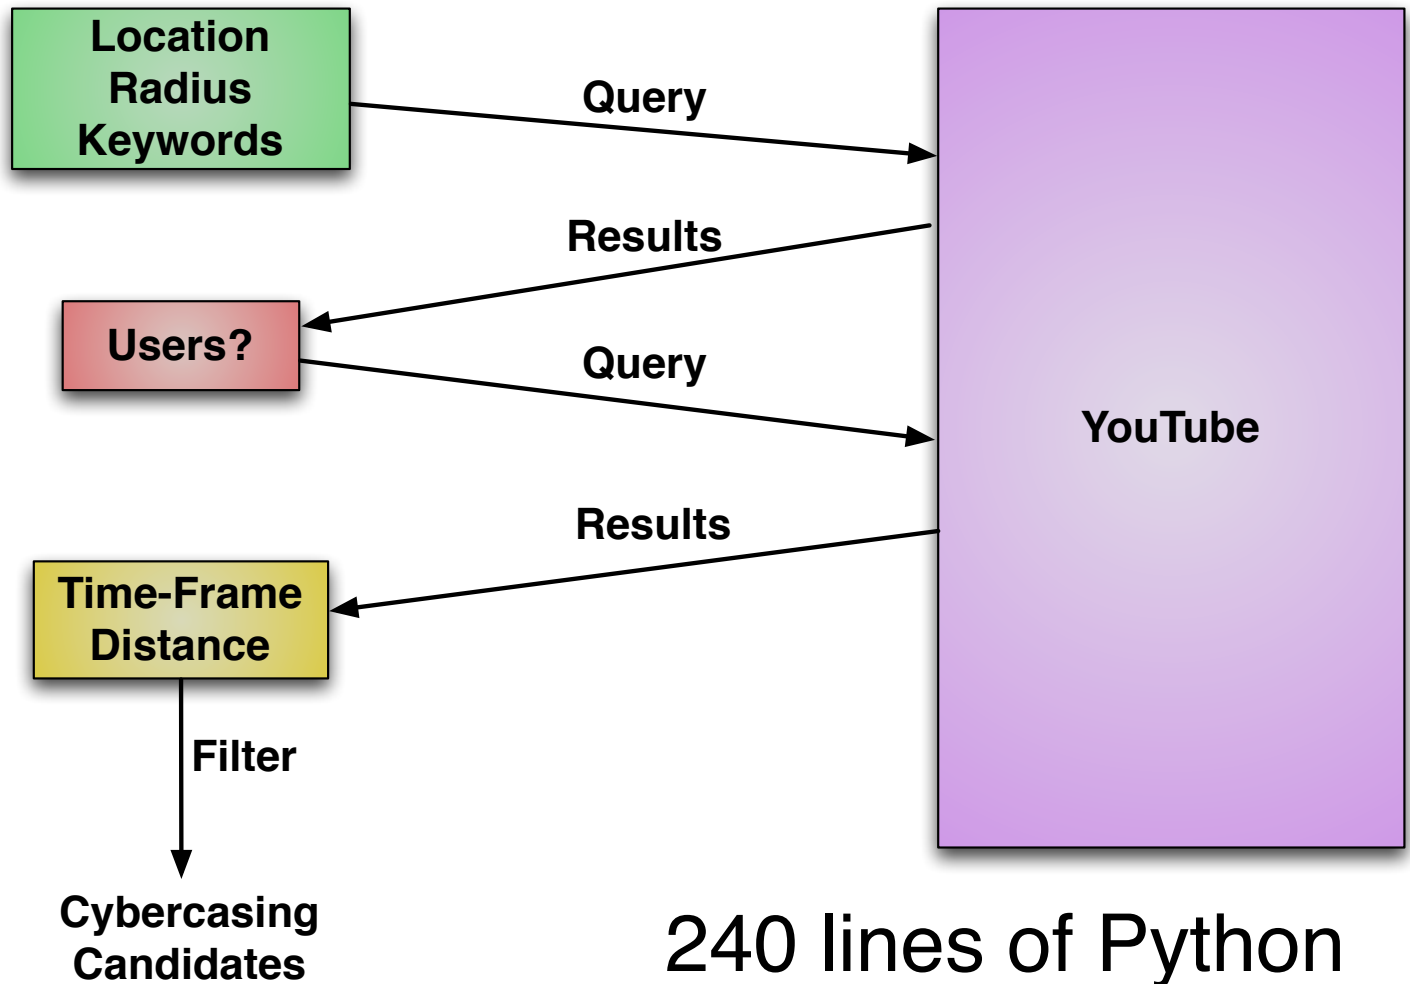 Location
Radius
Keywords
Query
Results
Users?
Query
YouTube
Results
Time-Frame
Distance
Filter
Cybercasing
Candidates
240 lines of Python